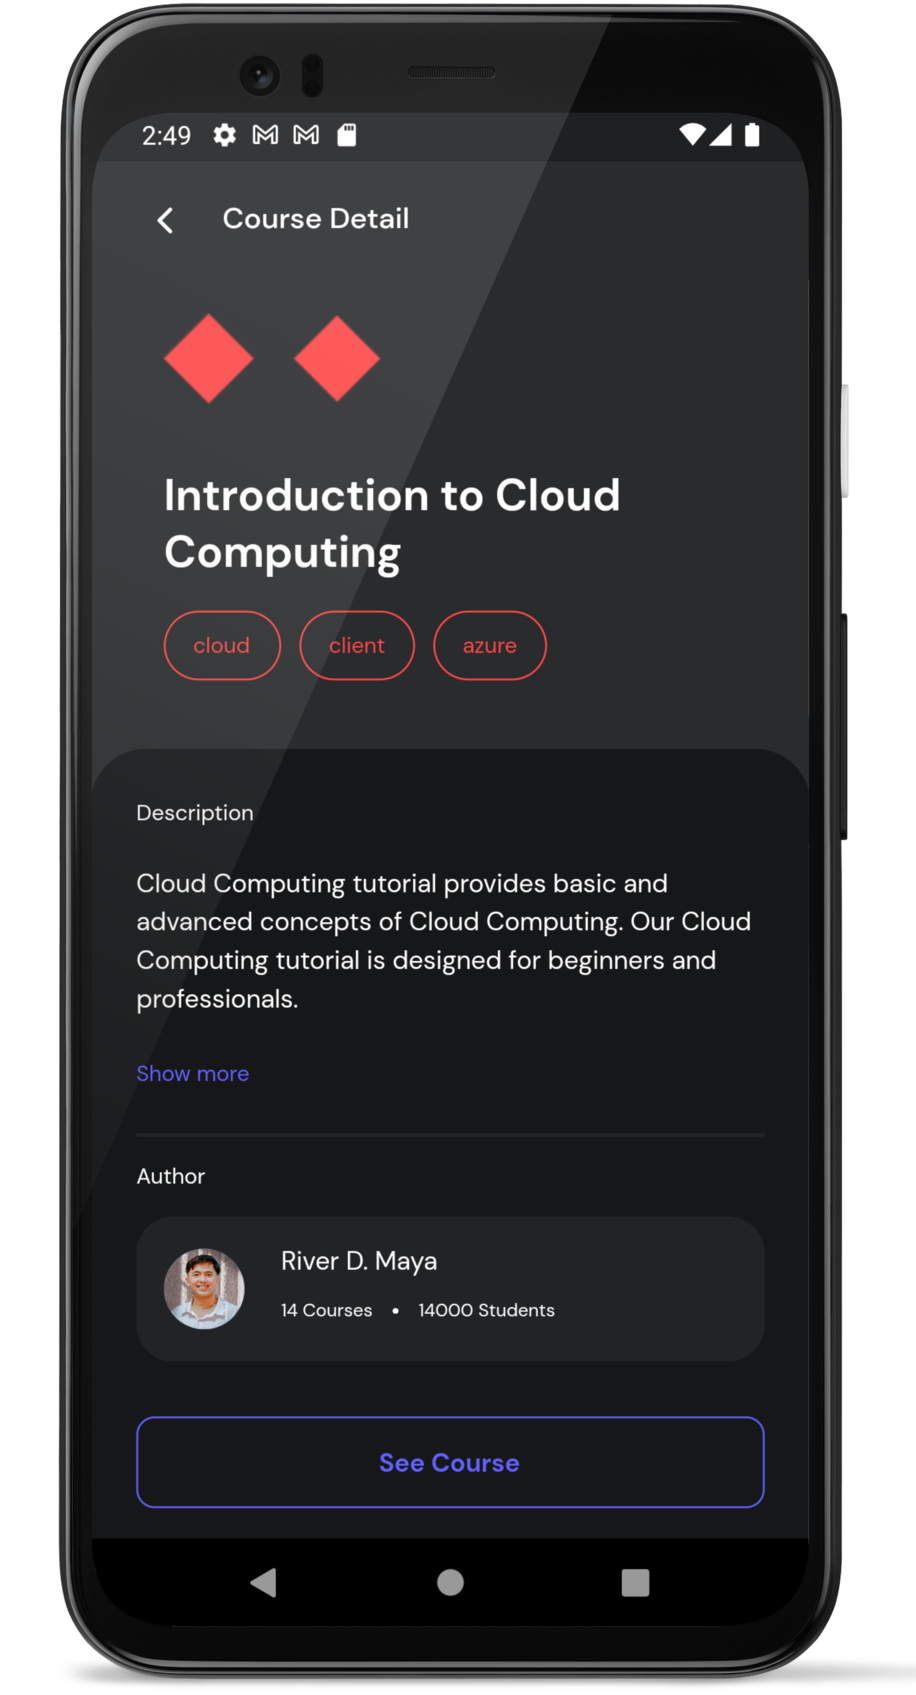 2:49
Course Detail
Introduction to Cloud
Computing
cloud client azure
Description
Cloud Computing tutorial provides basic and
advanced concepts of Cloud Computing. Our Cloud
Computing tutorial is designed for beginners and
professionals.
Show more
Author
River D. Maya
14 Courses • 14000 Students
See Course